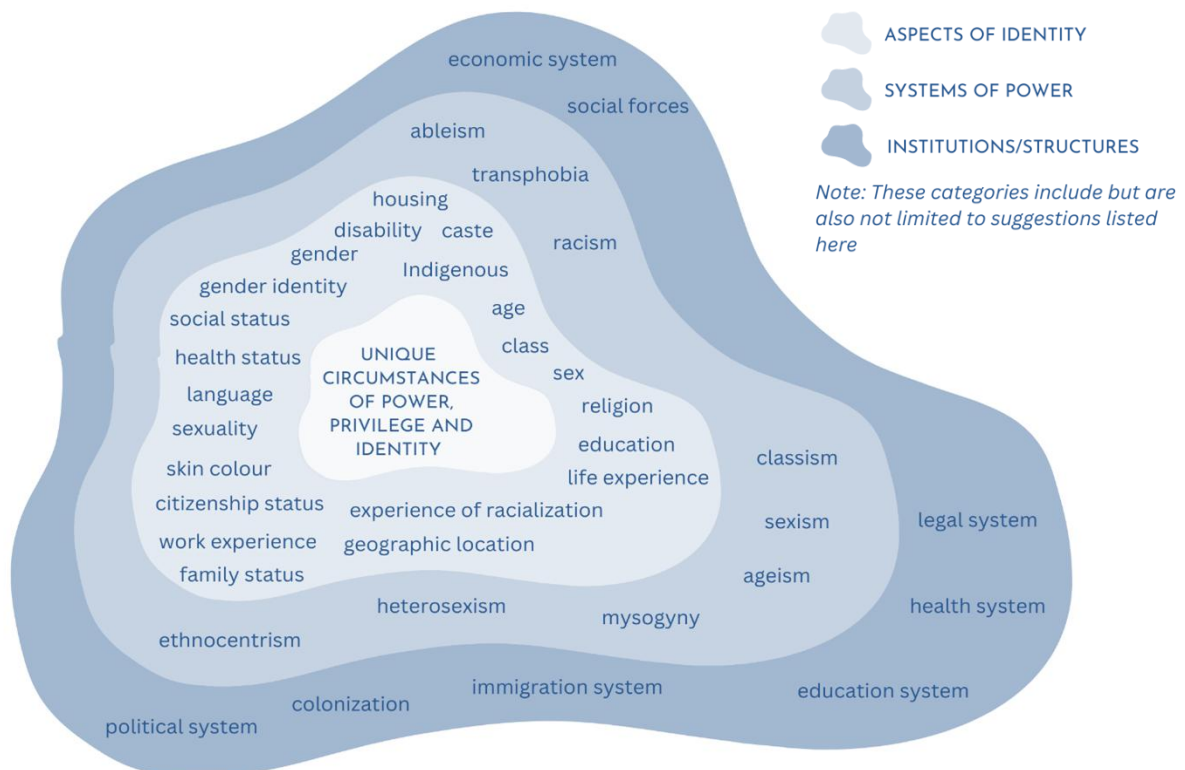 economic system
social forces
ableism
transphobia
racism
housing
disability caste
gender
Indigenous
gender identity
age
social status
class
health status
sex
language
religion
sexuality
education
skin colour
life experience
citizenship status
experience of racialization
work experience
geographic location
family status
UNIQUE
CIRCUMSTANCES
OF POWER,
PRIVILEGE AND
IDENTITY
classism
sexism
ageism
heterosexism
mysogyny
ethnocentrism
legal system
health system
education system
immigration system
colonization
political system
ASPECTS OF IDENTITY
SYSTEMS OF POWER
INSTITUTIONS/STRUCTURES
Note: These categories include but are
also not limited to suggestions listed
here